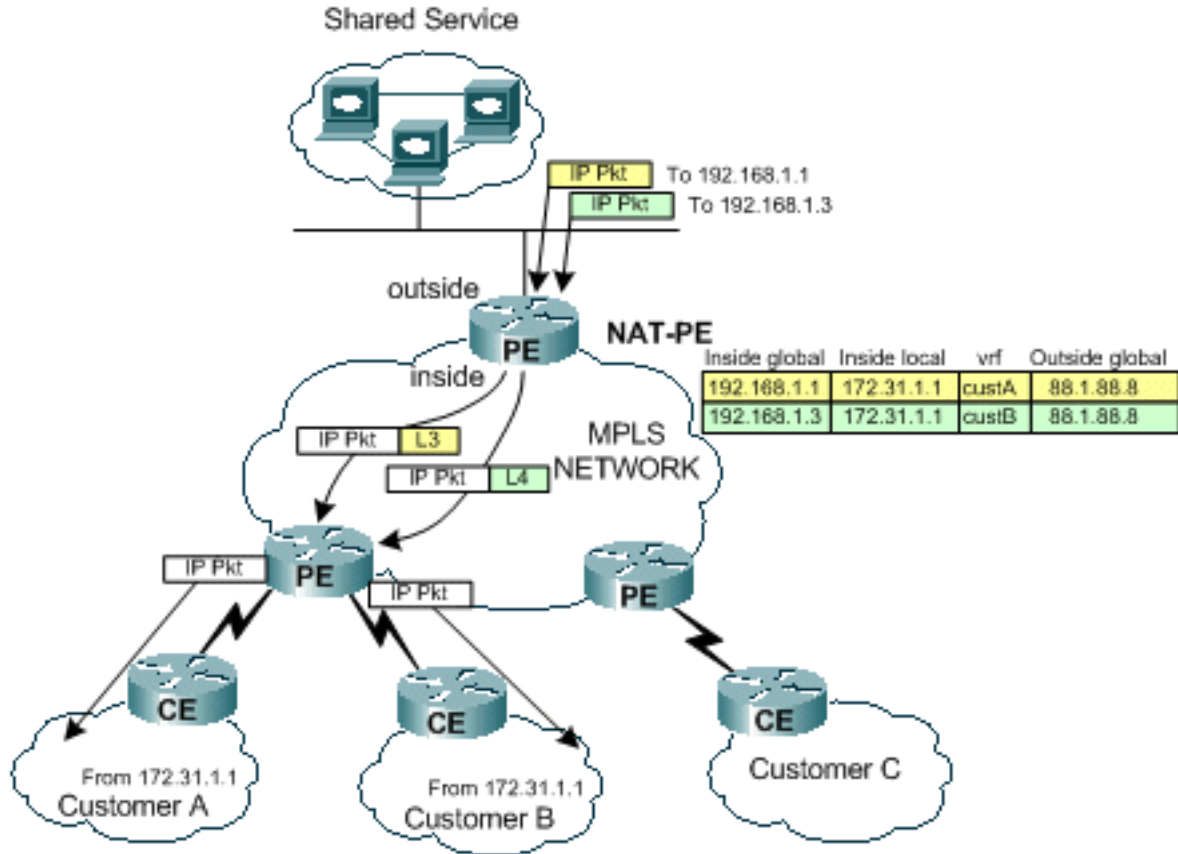 Shared Service
IP Pkt To 192.168.1.1
IP Pkt To 192.168.1.3
outside
PE
NAT-PE
inside
Inside global Inside local vrf Outside global
192.168.1.1 172.31.1.1 custA 88.1.88.8
192.168.1.3 172.31.1.1 custB 88.1.88.8
IP Pkt L3
MPLS
NETWORK
IP Pkt L4
IP Pkt
PE
IP Pkt
PE
CE
CE
CE
From 172.31.1.1
Customer A
From 172.31.1.1
Customer B
Customer C